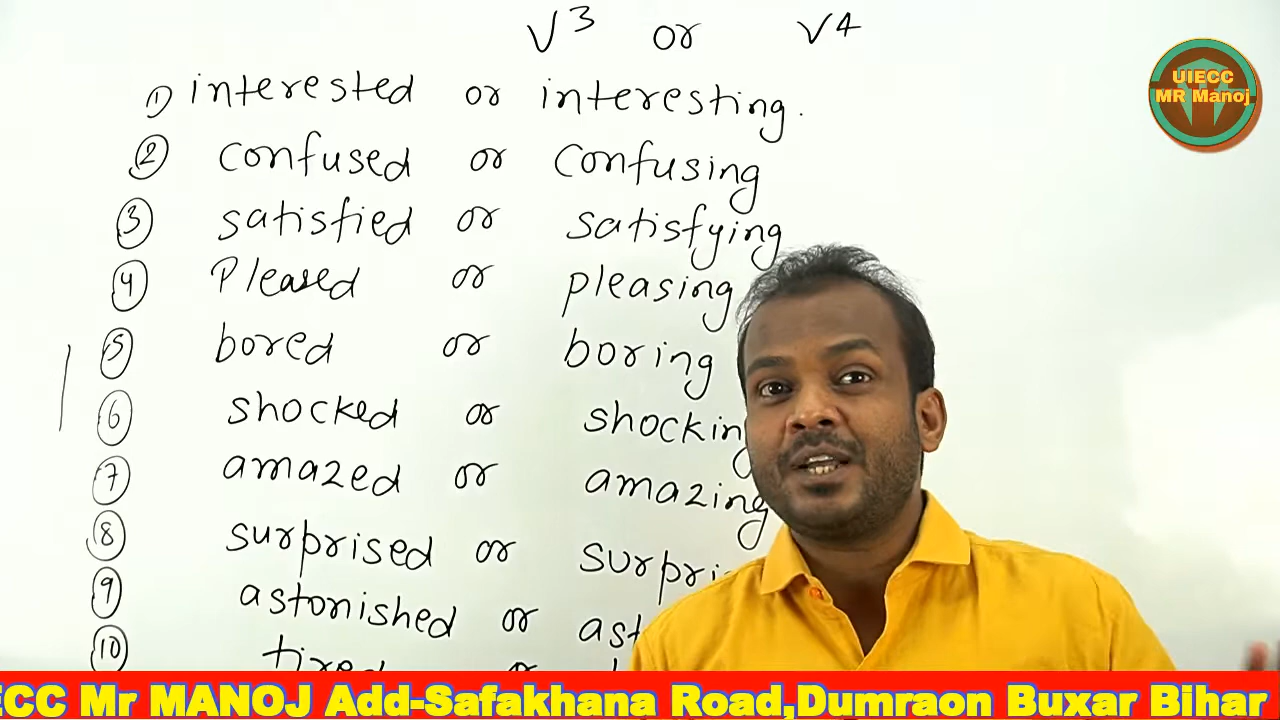 V3 or V4
1) interested or interesting.
2 confused or confusing
3 satisfied or satisfying
4 Pleased or pleasing
5 bored or boring
6 shocked or shockin
7 amazed or amazing
8 surprised or surpri
9 astonished or ast
10 tired or
UIECC
MR Manoj
ECC Mr MANOJ Add-Safakhana Road,Dumraon Buxar Bihar